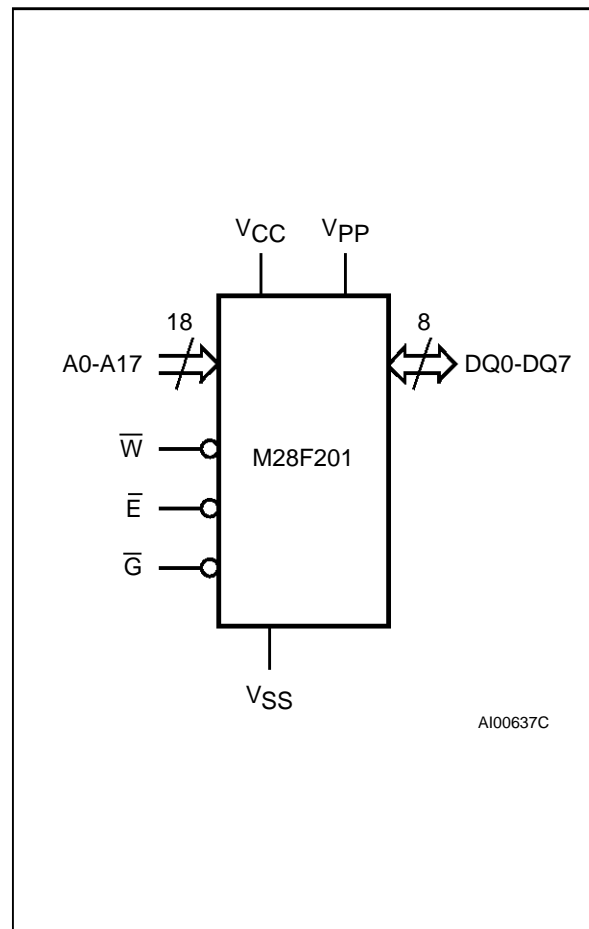 VCC VPP
18 8
A0-A17 DQ0-DQ7
W̅
M28F201
E̅
G̅
VSS
AI00637C